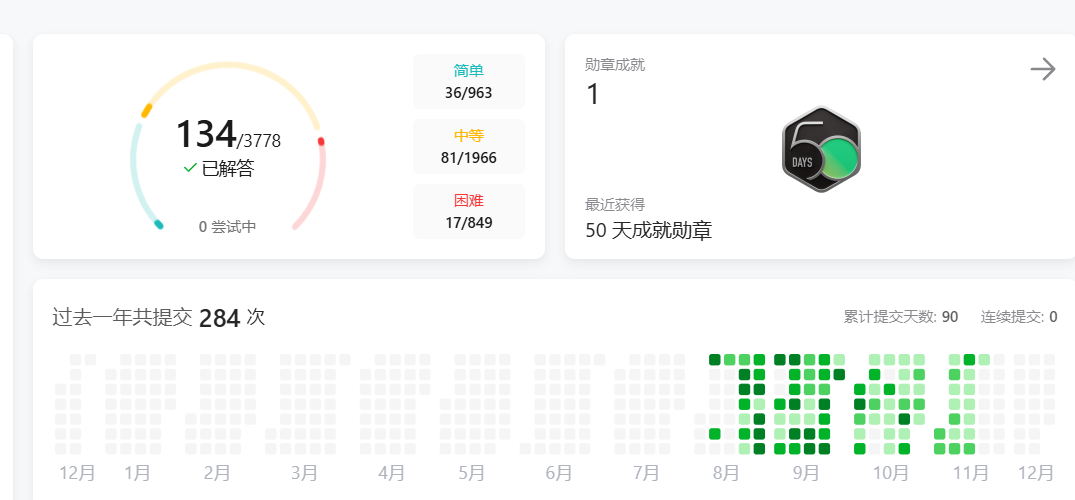 134/3778
已解答
0 尝试中
简单
36/963
中等
81/1966
困难
17/849
勋章成就
1
50
DAYS
最近获得
50 天成就勋章
过去一年共提交 284 次
累计提交天数: 90 连续提交: 0
12月 1月 2月 3月 4月 5月 6月 7月 8月 9月 10月 11月 12月